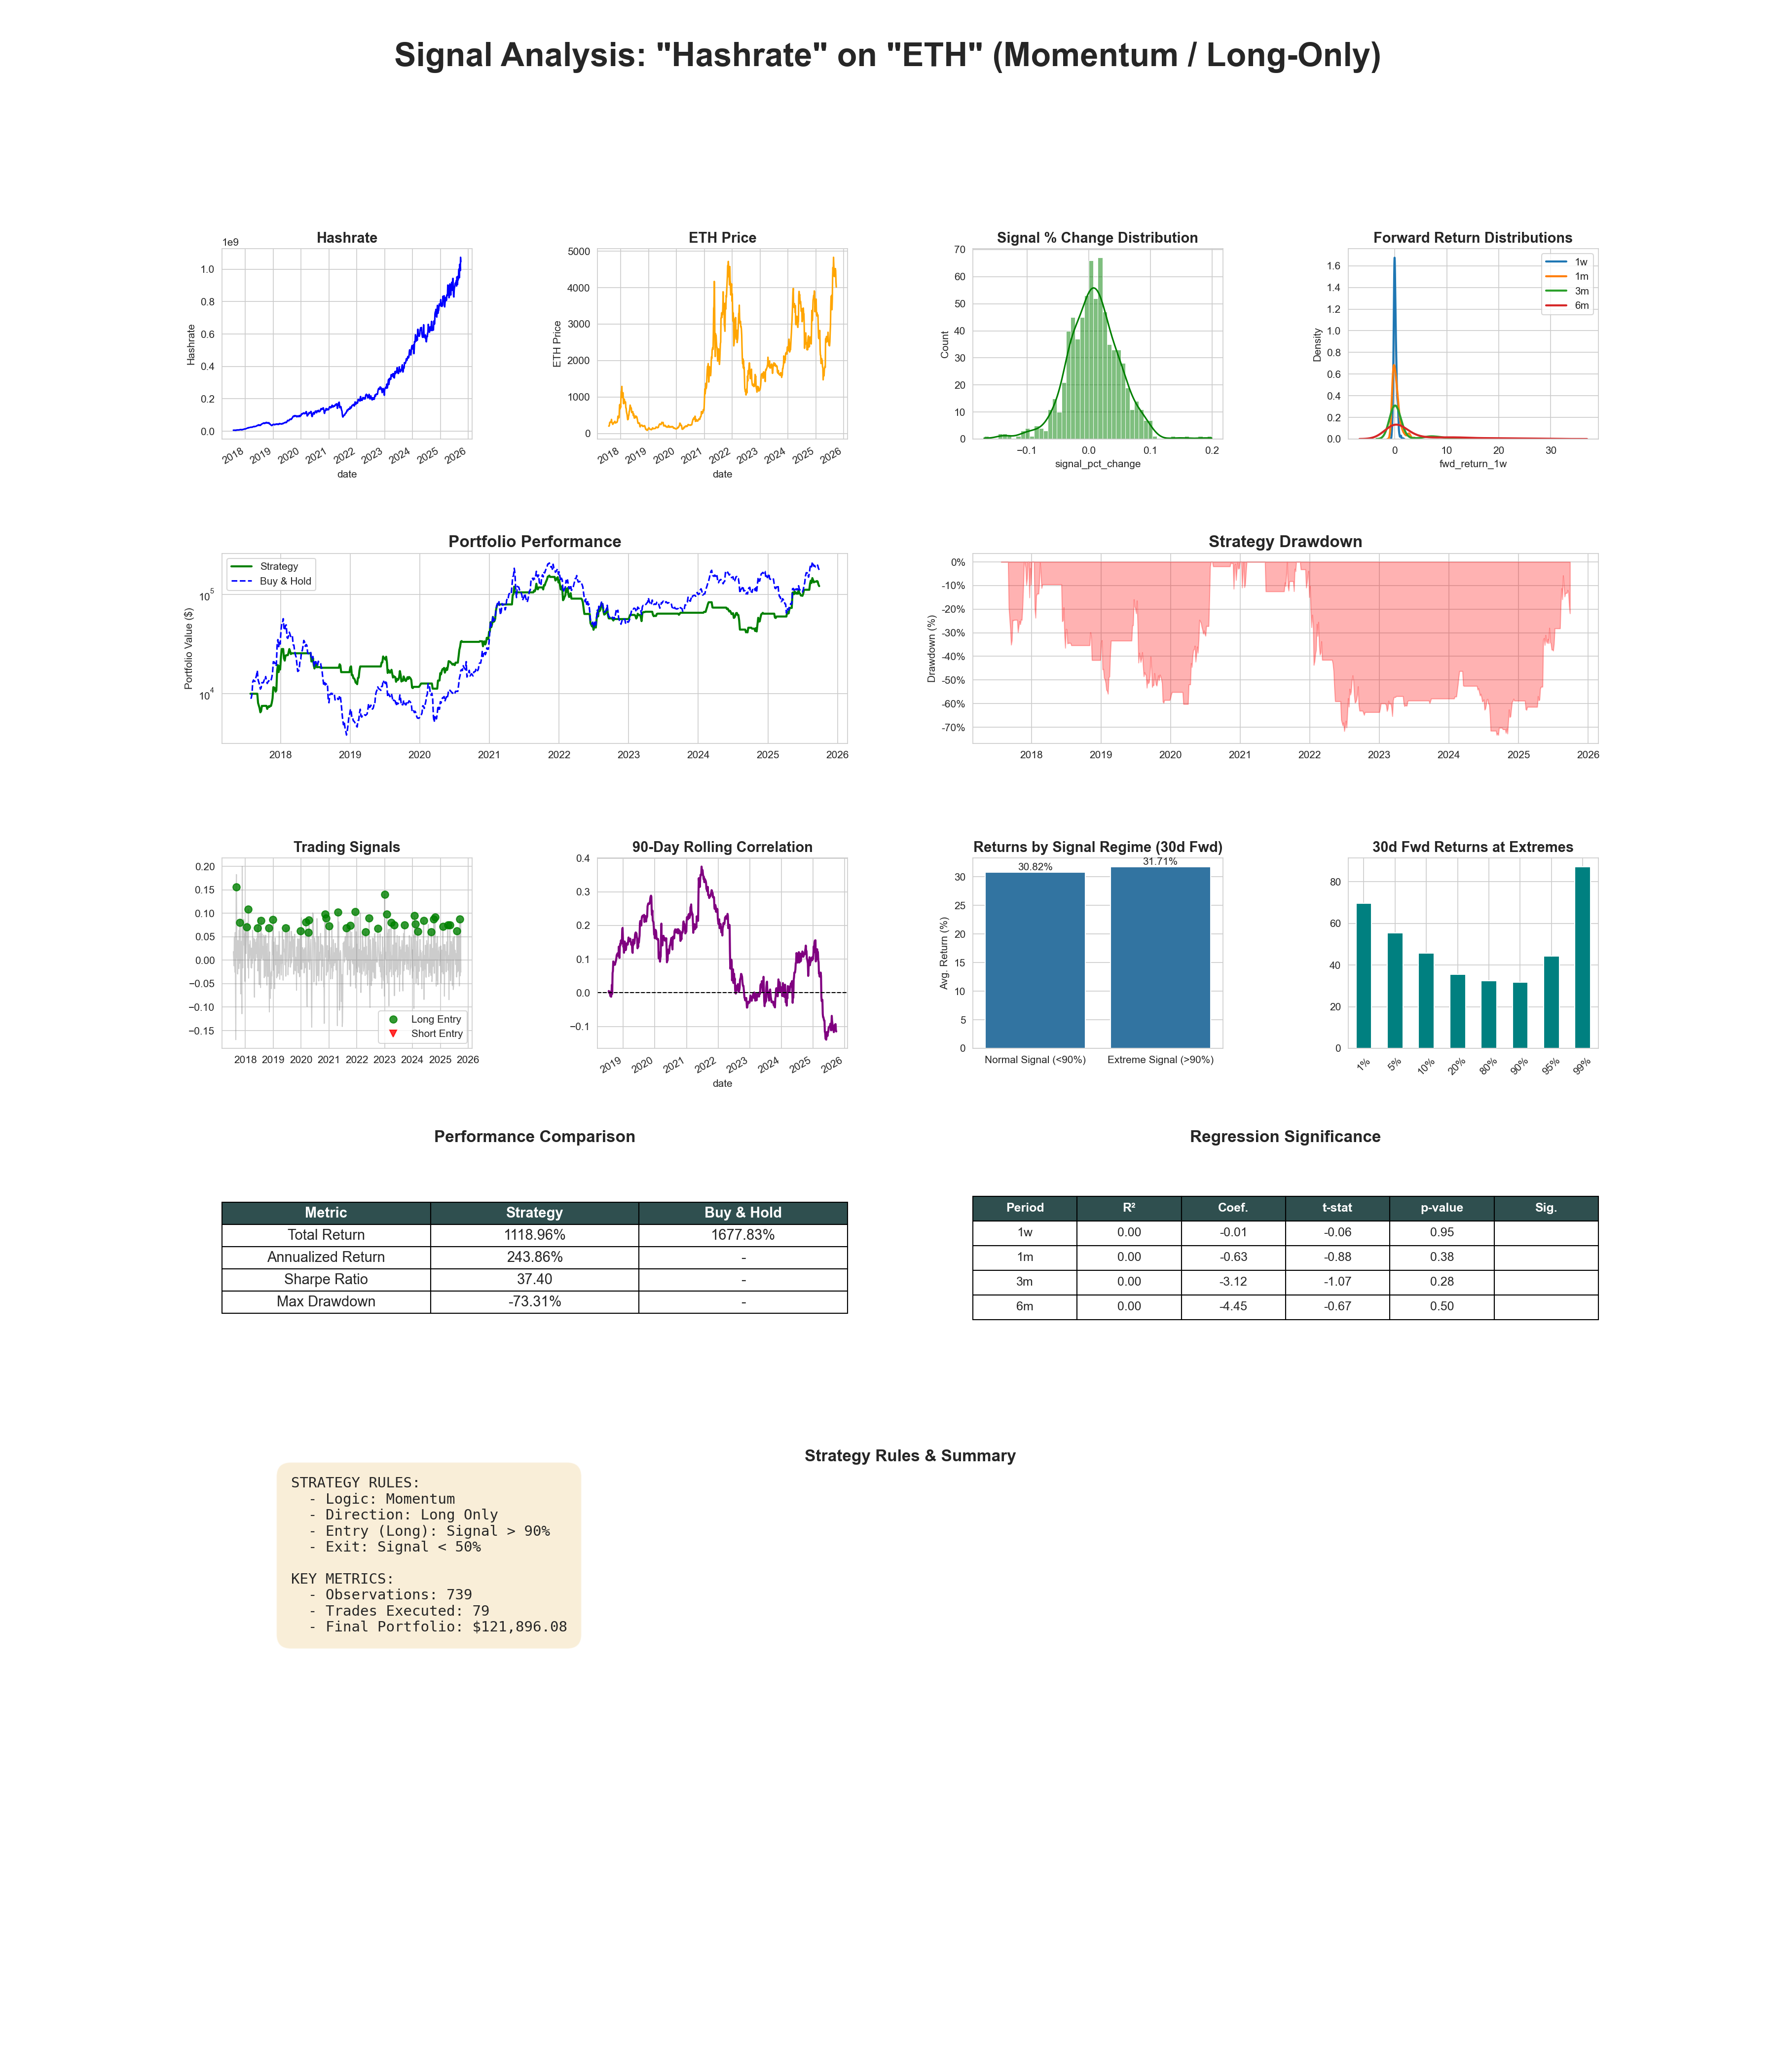 Signal Analysis: "Hashrate" on "ETH" (Momentum / Long-Only)
Hashrate
1e9
1.0
0.8
0.6
0.4
0.2
0.0
Hashrate
2018 2019 2020 2021 2022 2023 2024 2025 2026
date
ETH Price
5000
4000
3000
2000
1000
0
ETH Price
2018 2019 2020 2021 2022 2023 2024 2025 2026
date
Signal % Change Distribution
70
60
50
40
30
20
10
0
Count
−0.1 0.0 0.1 0.2
signal_pct_change
Forward Return Distributions
1w
1m
3m
6m
1.6
1.4
1.2
1.0
0.8
0.6
0.4
0.2
0.0
Density
0 10 20 30
fwd_return_1w
Portfolio Performance
Strategy
Buy & Hold
10^5
10^4
Portfolio Value ($)
2018 2019 2020 2021 2022 2023 2024 2025 2026
Strategy Drawdown
0%
-10%
-20%
-30%
-40%
-50%
-60%
-70%
Drawdown (%)
2018 2019 2020 2021 2022 2023 2024 2025 2026
Trading Signals
0.20
0.15
0.10
0.05
0.00
−0.05
−0.10
−0.15
Long Entry
Short Entry
2018 2019 2020 2021 2022 2023 2024 2025 2026
90-Day Rolling Correlation
0.4
0.3
0.2
0.1
0.0
−0.1
2019 2020 2021 2022 2023 2024 2025 2026
date
Returns by Signal Regime (30d Fwd)
30.82% 31.71%
30
25
20
15
10
5
0
Avg. Return (%)
Normal Signal (<90%) Extreme Signal (>90%)
30d Fwd Returns at Extremes
80
60
40
20
0
1% 5% 10% 20% 80% 90% 95% 99%
Performance Comparison
Metric Strategy Buy & Hold
Total Return 1118.96% 1677.83%
Annualized Return 243.86% -
Sharpe Ratio 37.40 -
Max Drawdown -73.31% -
Regression Significance
Period R² Coef. t-stat p-value Sig.
1w 0.00 -0.01 -0.06 0.95
1m 0.00 -0.63 -0.88 0.38
3m 0.00 -3.12 -1.07 0.28
6m 0.00 -4.45 -0.67 0.50
Strategy Rules & Summary
STRATEGY RULES:
- Logic: Momentum
- Direction: Long Only
- Entry (Long): Signal > 90%
- Exit: Signal < 50%
KEY METRICS:
- Observations: 739
- Trades Executed: 79
- Final Portfolio: $121,896.08